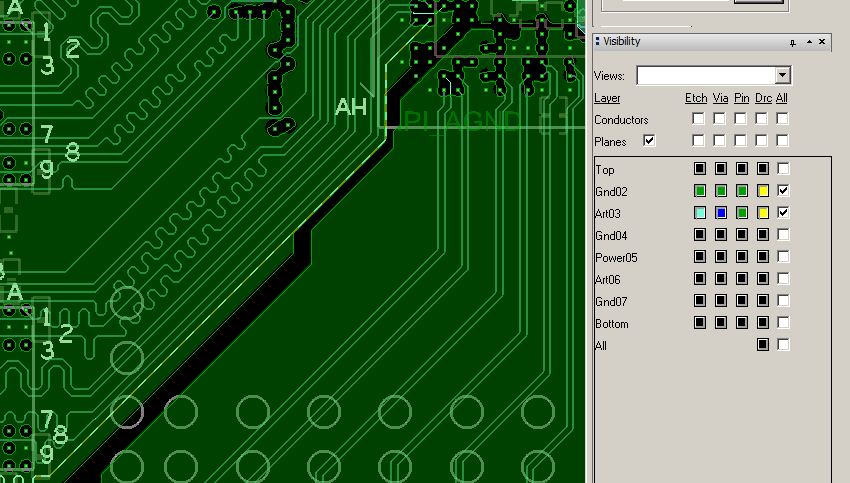 A
1
2
3
7
8
9
AH
PI_AGND
A
1
2
3
7
8
9
Visibility
Views:
Layer Etch Via Pin Drc All
Conductors
Planes
Top
Gnd02
Art03
Gnd04
Power05
Art06
Gnd07
Bottom
All